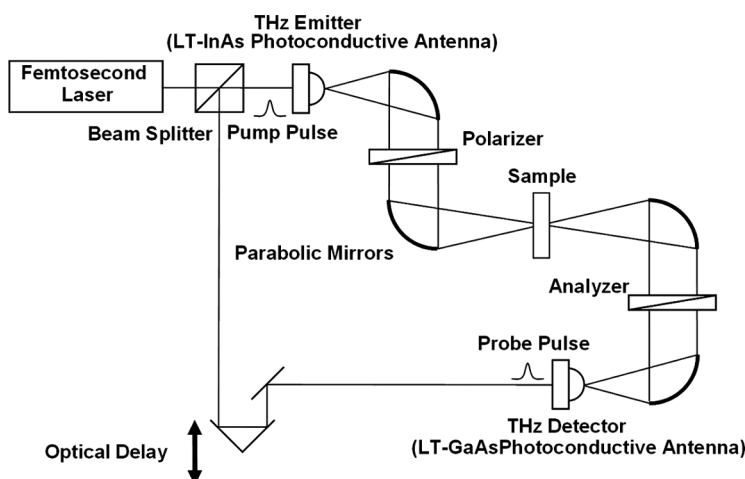 THz Emitter
(LT-InAs Photoconductive Antenna)
Femtosecond
Laser
Beam Splitter
Pump Pulse
Polarizer
Sample
Parabolic Mirrors
Analyzer
Probe Pulse
THz Detector
(LT-GaAsPhotoconductive Antenna)
Optical Delay